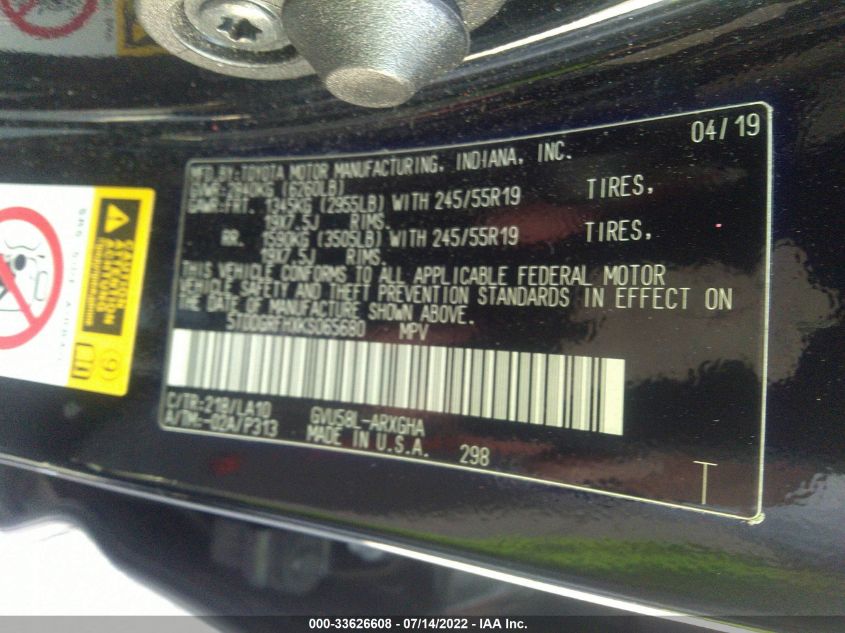 04/19
MFD.BY:TOYOTA MOTOR MANUFACTURING, INDIANA, INC.
GVWR:2840KG (6260LB)
GAWR:FRT. 1345KG (2955LB) WITH 245/55R19 TIRES,
19X7.5J RIMS.
RR. 1590KG (3505LB) WITH 245/55R19 TIRES,
19X7.5J RIMS.
THIS VEHICLE CONFORMS TO ALL APPLICABLE FEDERAL MOTOR
VEHICLE SAFETY AND THEFT PREVENTION STANDARDS IN EFFECT ON
THE DATE OF MANUFACTURE SHOWN ABOVE.
5TDDGRFHXKS065680 MPV
C/TR:218/LA10 GVU58L-ARXGHA
A/TM:-02A/P313 MADE IN U.S.A. 298
T
000-33626608 - 07/14/2022 - IAA Inc.